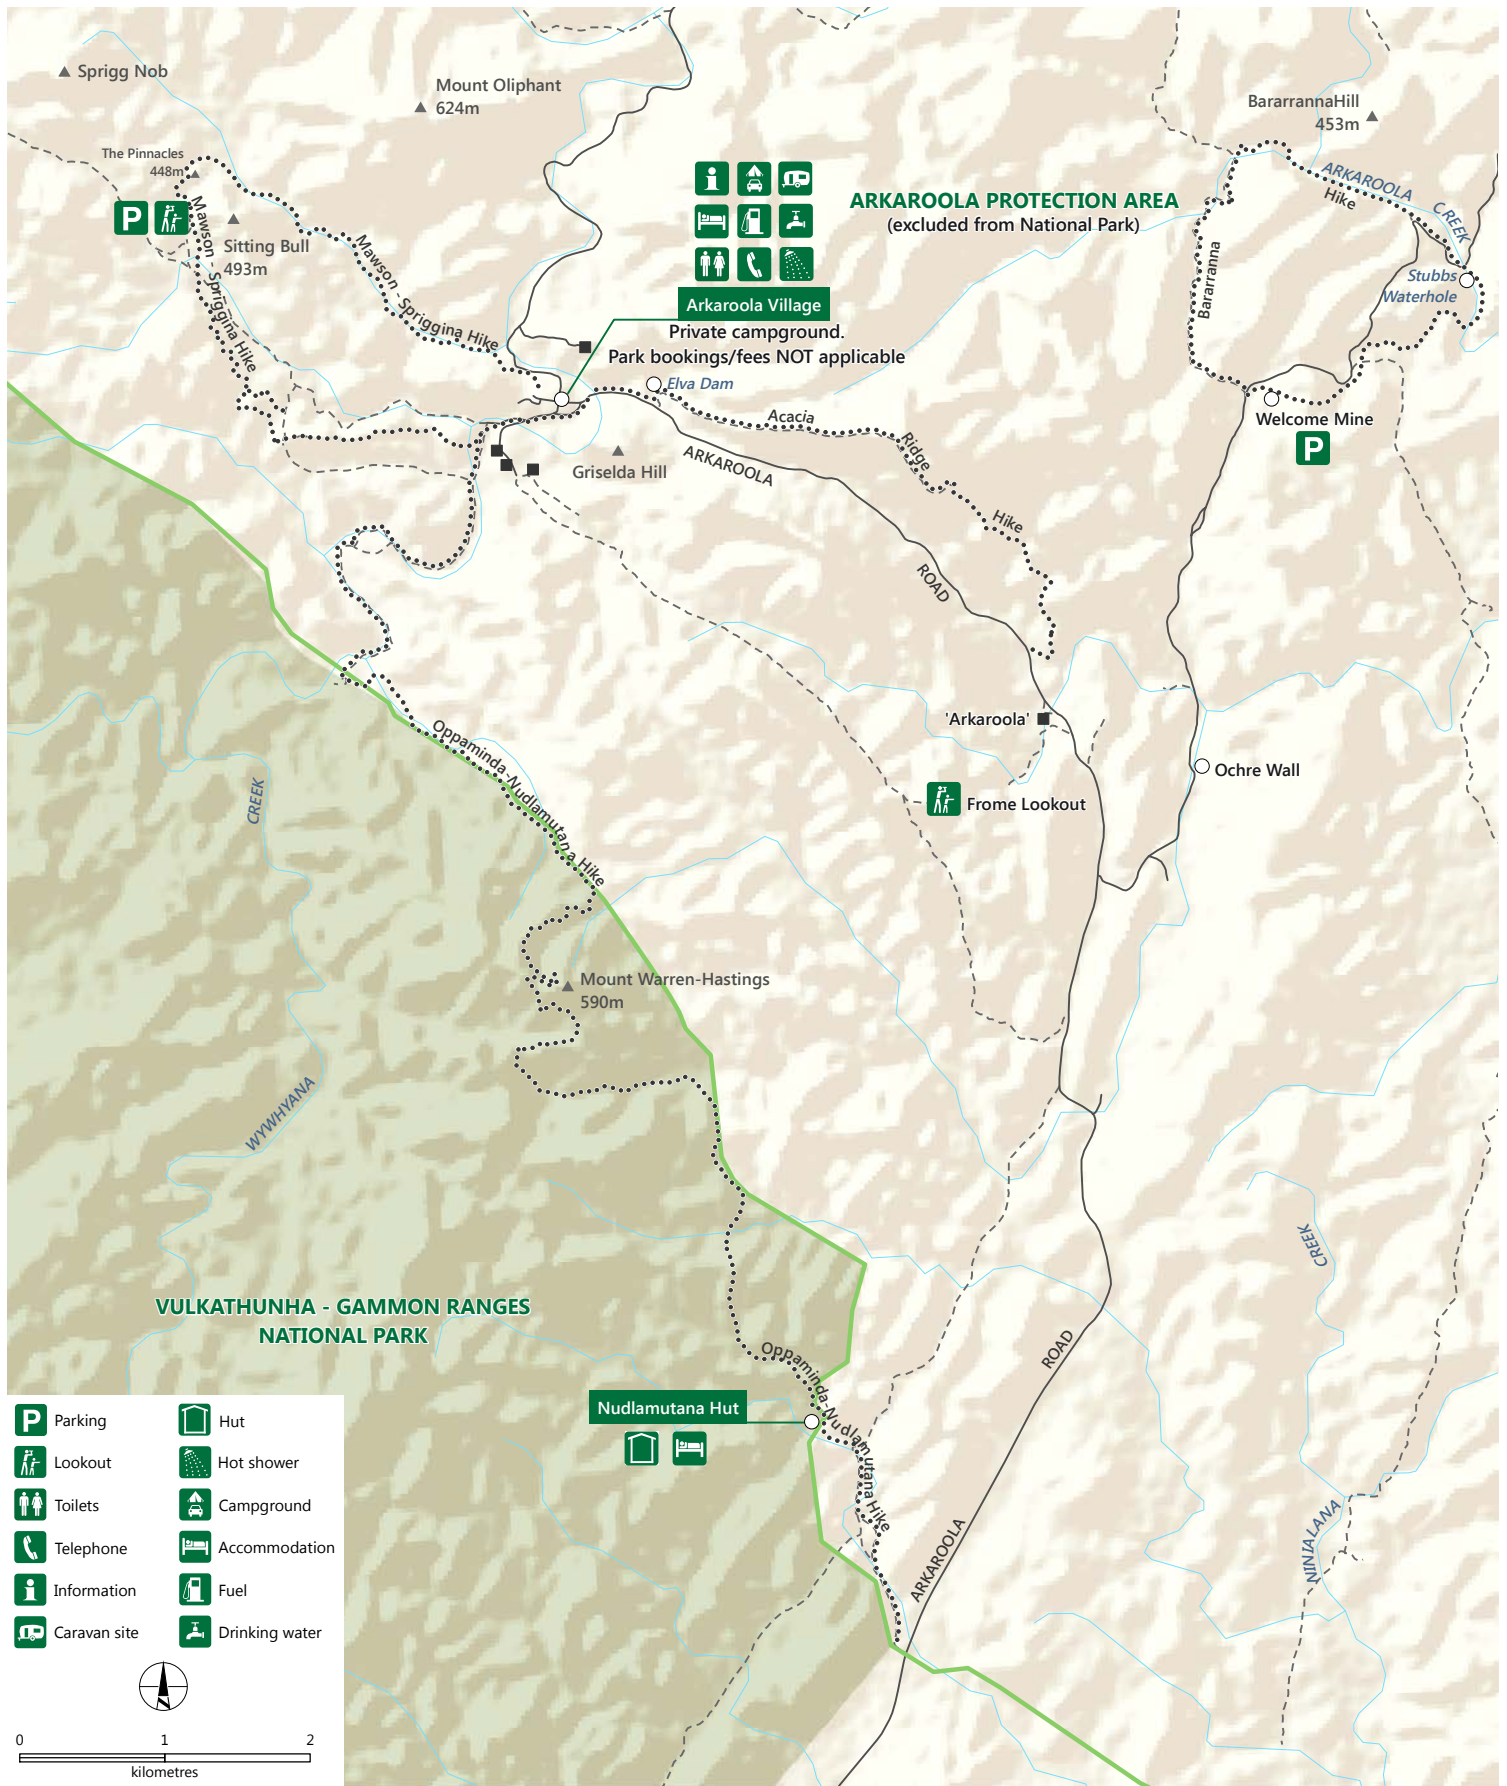 Sprigg Nob
Mount Oliphant
624m
BararrannaHill
453m
The Pinnacles
448m
P
Sitting Bull
493m
Mawson - Spriggina Hike
Mawson - Spriggina Hike
ARKAROOLA PROTECTION AREA
(excluded from National Park)
ARKAROOLA CREEK
Hike
Bararranna
Stubbs
Waterhole
Arkaroola Village
Private campground.
Park bookings/fees NOT applicable
Elva Dam
Acacia Ridge Hike
Welcome Mine
P
Griselda Hill
ARKAROOLA ROAD
'Arkaroola'
Ochre Wall
Frome Lookout
Oppaminda-Nudlamutana Hike
CREEK
WYWHYANA
Mount Warren-Hastings
590m
CREEK
NINJALANA
VULKATHUNHA - GAMMON RANGES
NATIONAL PARK
Oppaminda-Nudlamutana Hike
Nudlamutana Hut
ARKAROOLA ROAD
P Parking
Hut
Lookout
Hot shower
Toilets
Campground
Telephone
Accommodation
Information
Fuel
Caravan site
Drinking water
0 1 2
kilometres